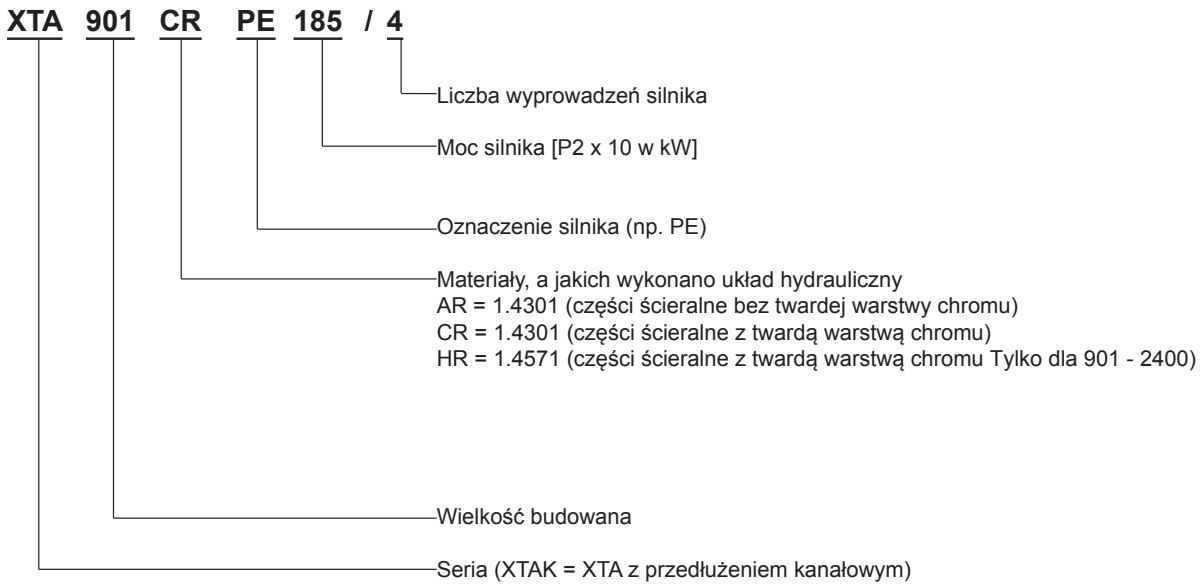 XTA 901 CR PE 185 / 4
Liczba wyprowadzeń silnika
Moc silnika [P2 x 10 w kW]
Oznaczenie silnika (np. PE)
Materiały, a jakich wykonano układ hydrauliczny
AR = 1.4301 (części ścieralne bez twardej warstwy chromu)
CR = 1.4301 (części ścieralne z twardą warstwą chromu)
HR = 1.4571 (części ścieralne z twardą warstwą chromu Tylko dla 901 - 2400)
Wielkość budowana
Seria (XTAK = XTA z przedłużeniem kanałowym)